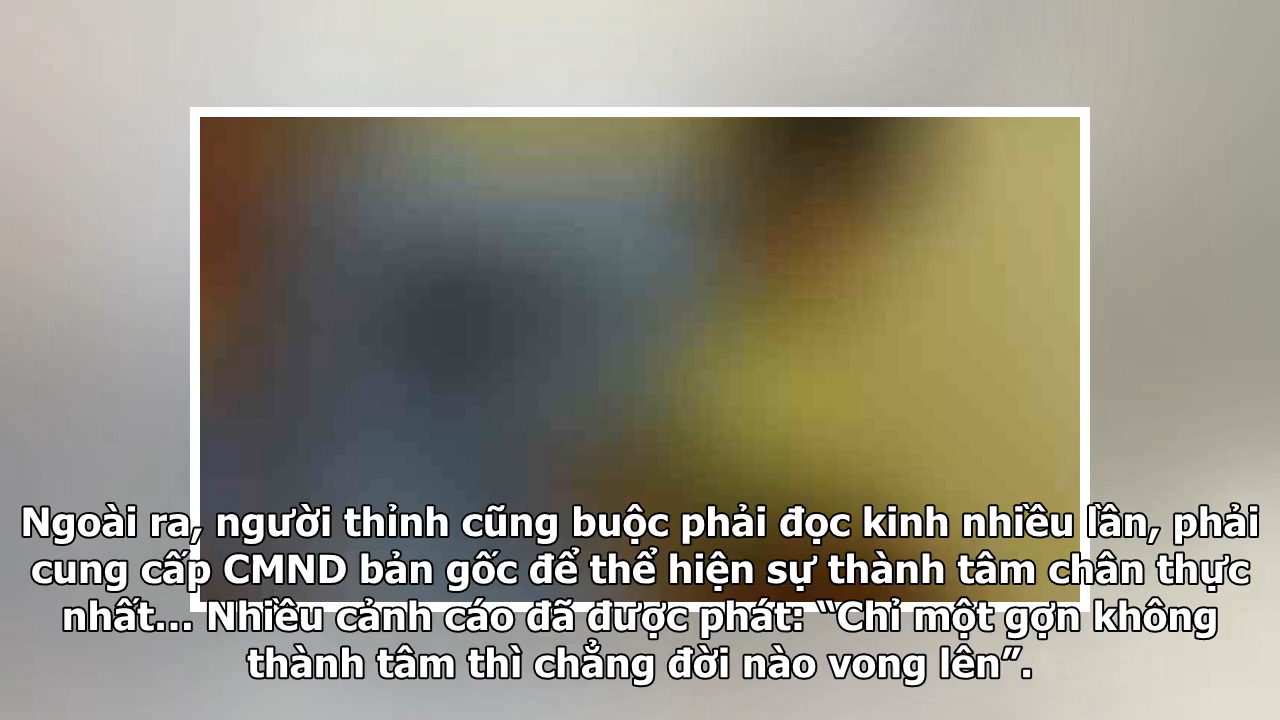 Ngoài ra, người thỉnh cũng buộc phải đọc kinh nhiều lần, phải
cung cấp CMND bản gốc để thể hiện sự thành tâm chân thực
nhất... Nhiều cảnh cáo đã được phát: “Chỉ một gợn không
thành tâm thì chẳng đời nào vong lên”.